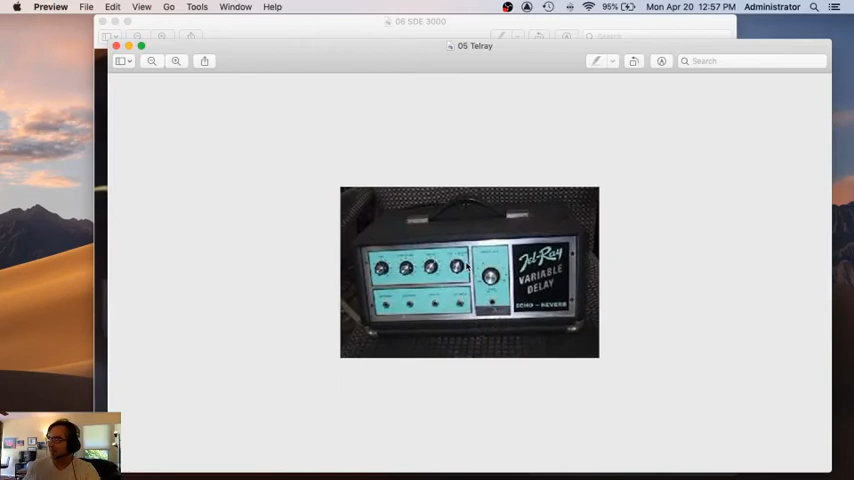 Preview File Edit View Go Tools Window Help 95% Mon Apr 20 12:57 PM Administrator
06 SDE 3000
Search
05 Telray
Search
Tel-Ray
VARIABLE
DELAY
ECHO - REVERB